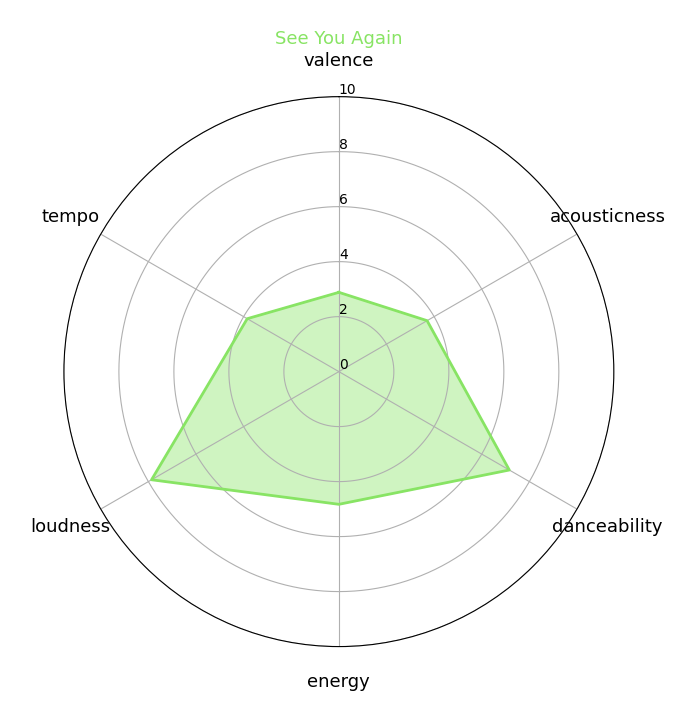 See You Again
valence
10
8
tempo
6
acousticness
4
2
0
loudness
danceability
energy